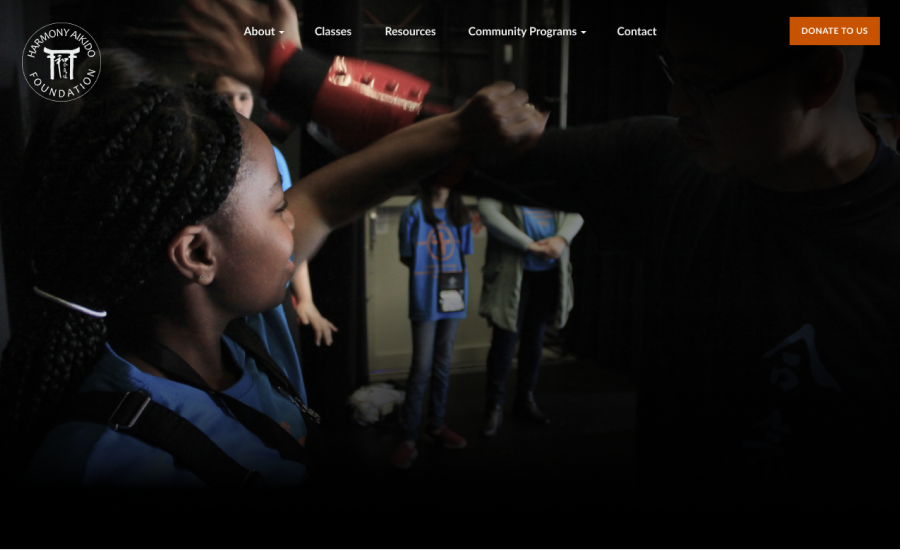 HARMONY AIKIDO
FOUNDATION
About
Classes
Resources
Community Programs
Contact
DONATE TO US